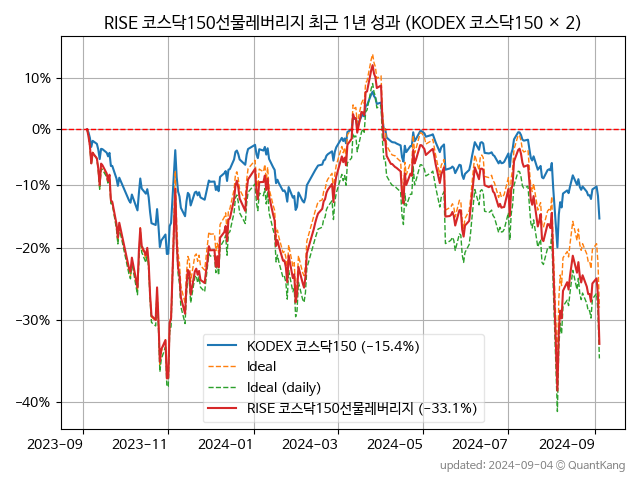 RISE 코스닥150선물레버리지 최근 1년 성과 (KODEX 코스닥150 × 2)
10%
0%
−10%
−20%
−30%
−40%
KODEX 코스닥150 (−15.4%)
Ideal
Ideal (daily)
RISE 코스닥150선물레버리지 (−33.1%)
2023-09 2023-11 2024-01 2024-03 2024-05 2024-07 2024-09
updated: 2024-09-04 © QuantKang